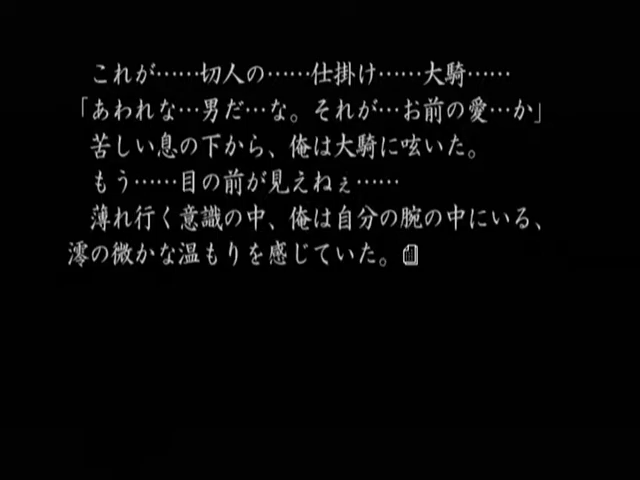 これが……切人の……仕掛け……大騎……
「あわれな…男だ…な。それが…お前の愛…か」
苦しい息の下から、俺は大騎に呟いた。
もう……目の前が見えねぇ……
薄れ行く意識の中、俺は自分の腕の中にいる、
澪の微かな温もりを感じていた。